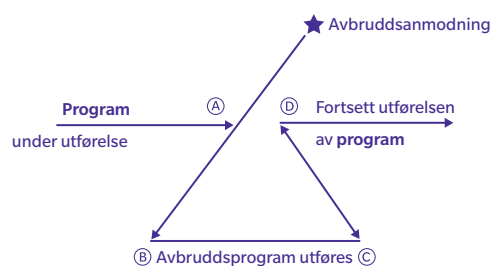 Avbruddsanmodning
Program
under utførelse
Ⓐ
Ⓓ Fortsett utførelsen
av program
Ⓑ Avbruddsprogram utføres Ⓒ